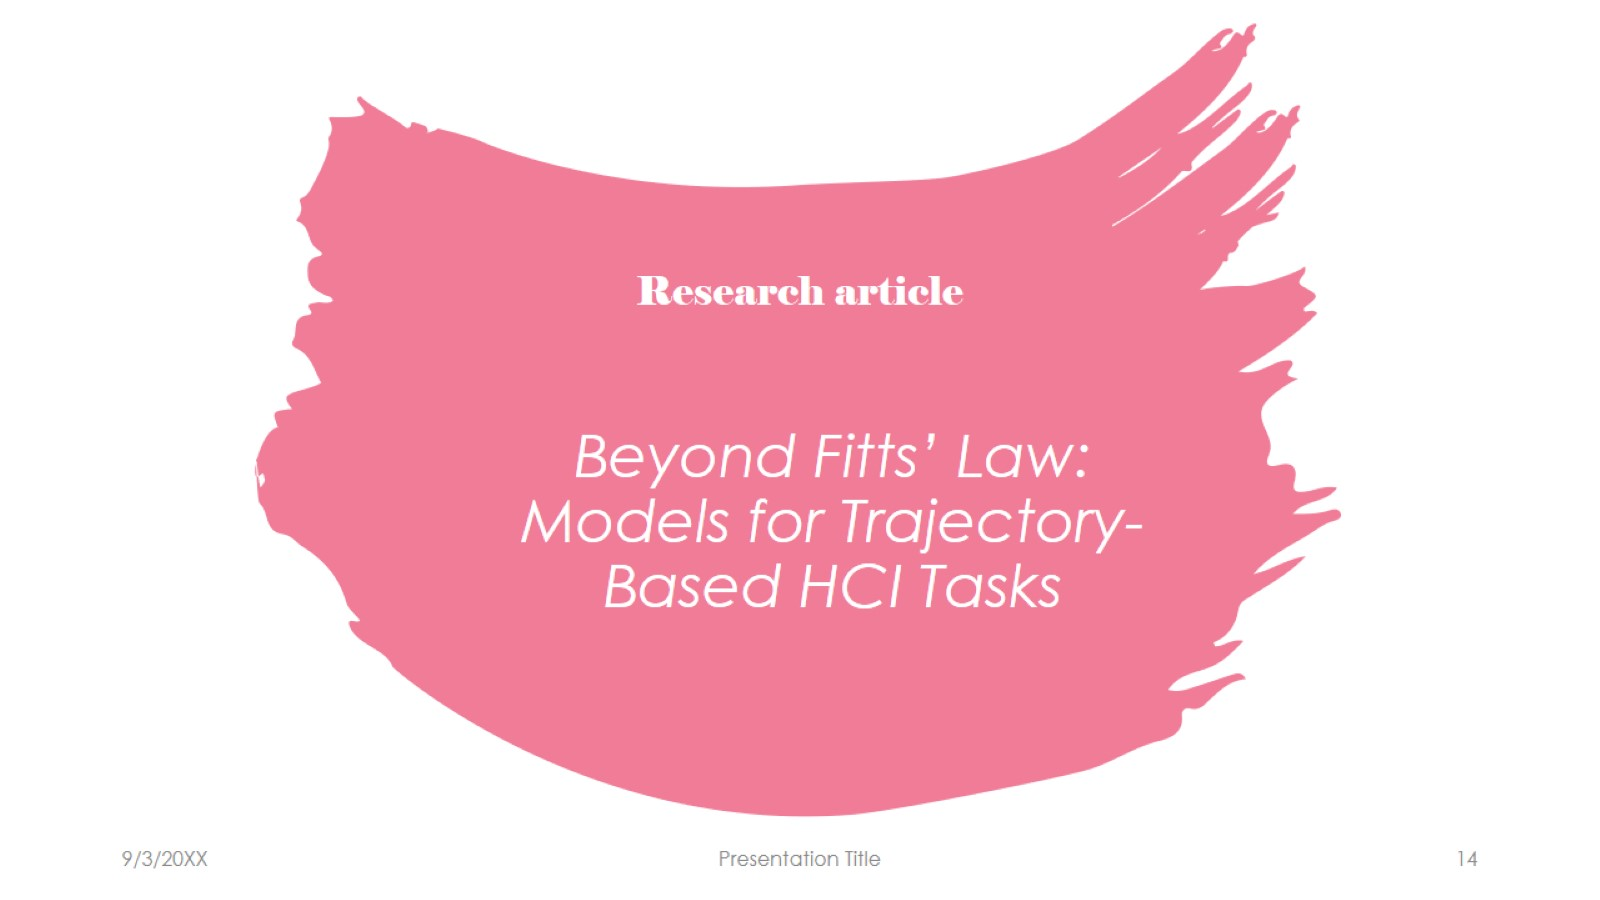 Research article
Beyond Fitts’ Law:
Models for Trajectory-
Based HCI Tasks
9/3/20XX
Presentation Title
14